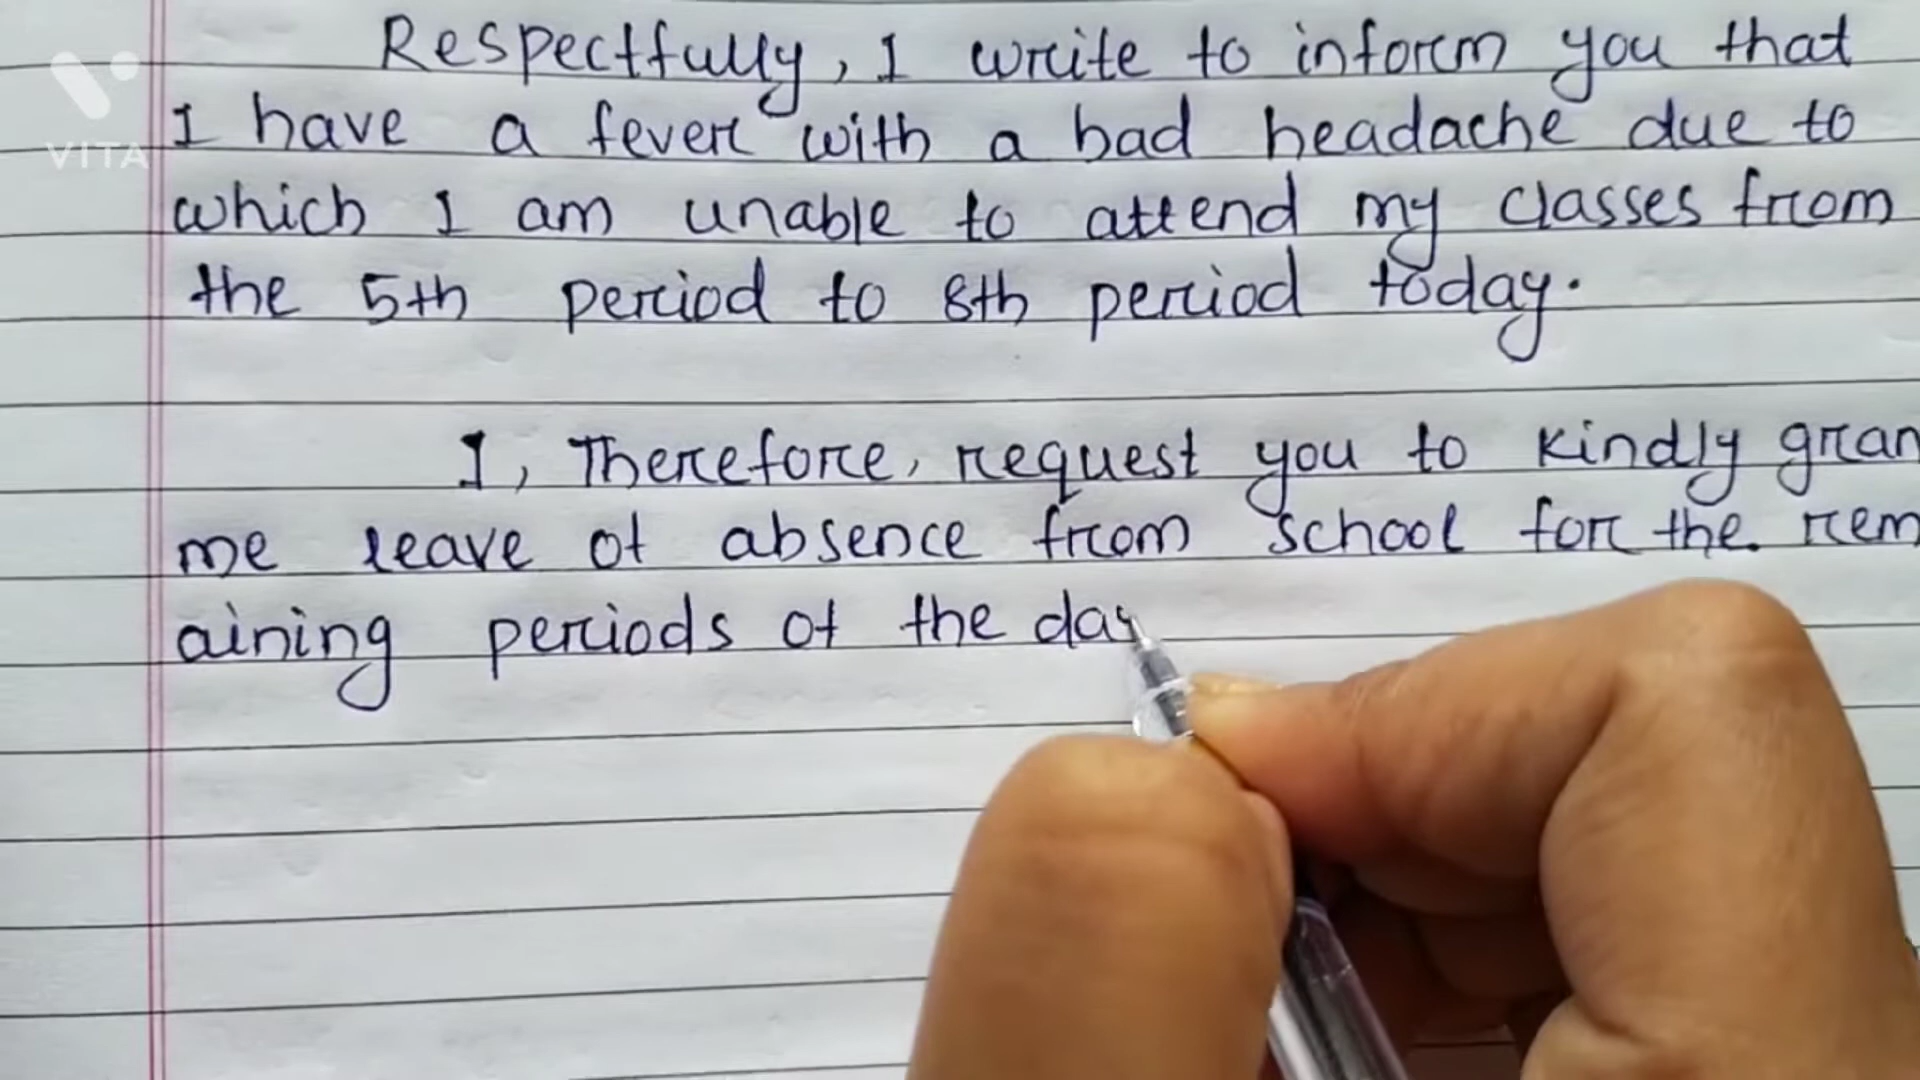 Respectfully, I write to inform you that
I have a fever with a bad headache due to
which I am unable to attend my classes from
the 5th period to 8th period today.
I, Therefore, request you to kindly gran
me leave of absence from school for the rem
aining periods of the day
VITA